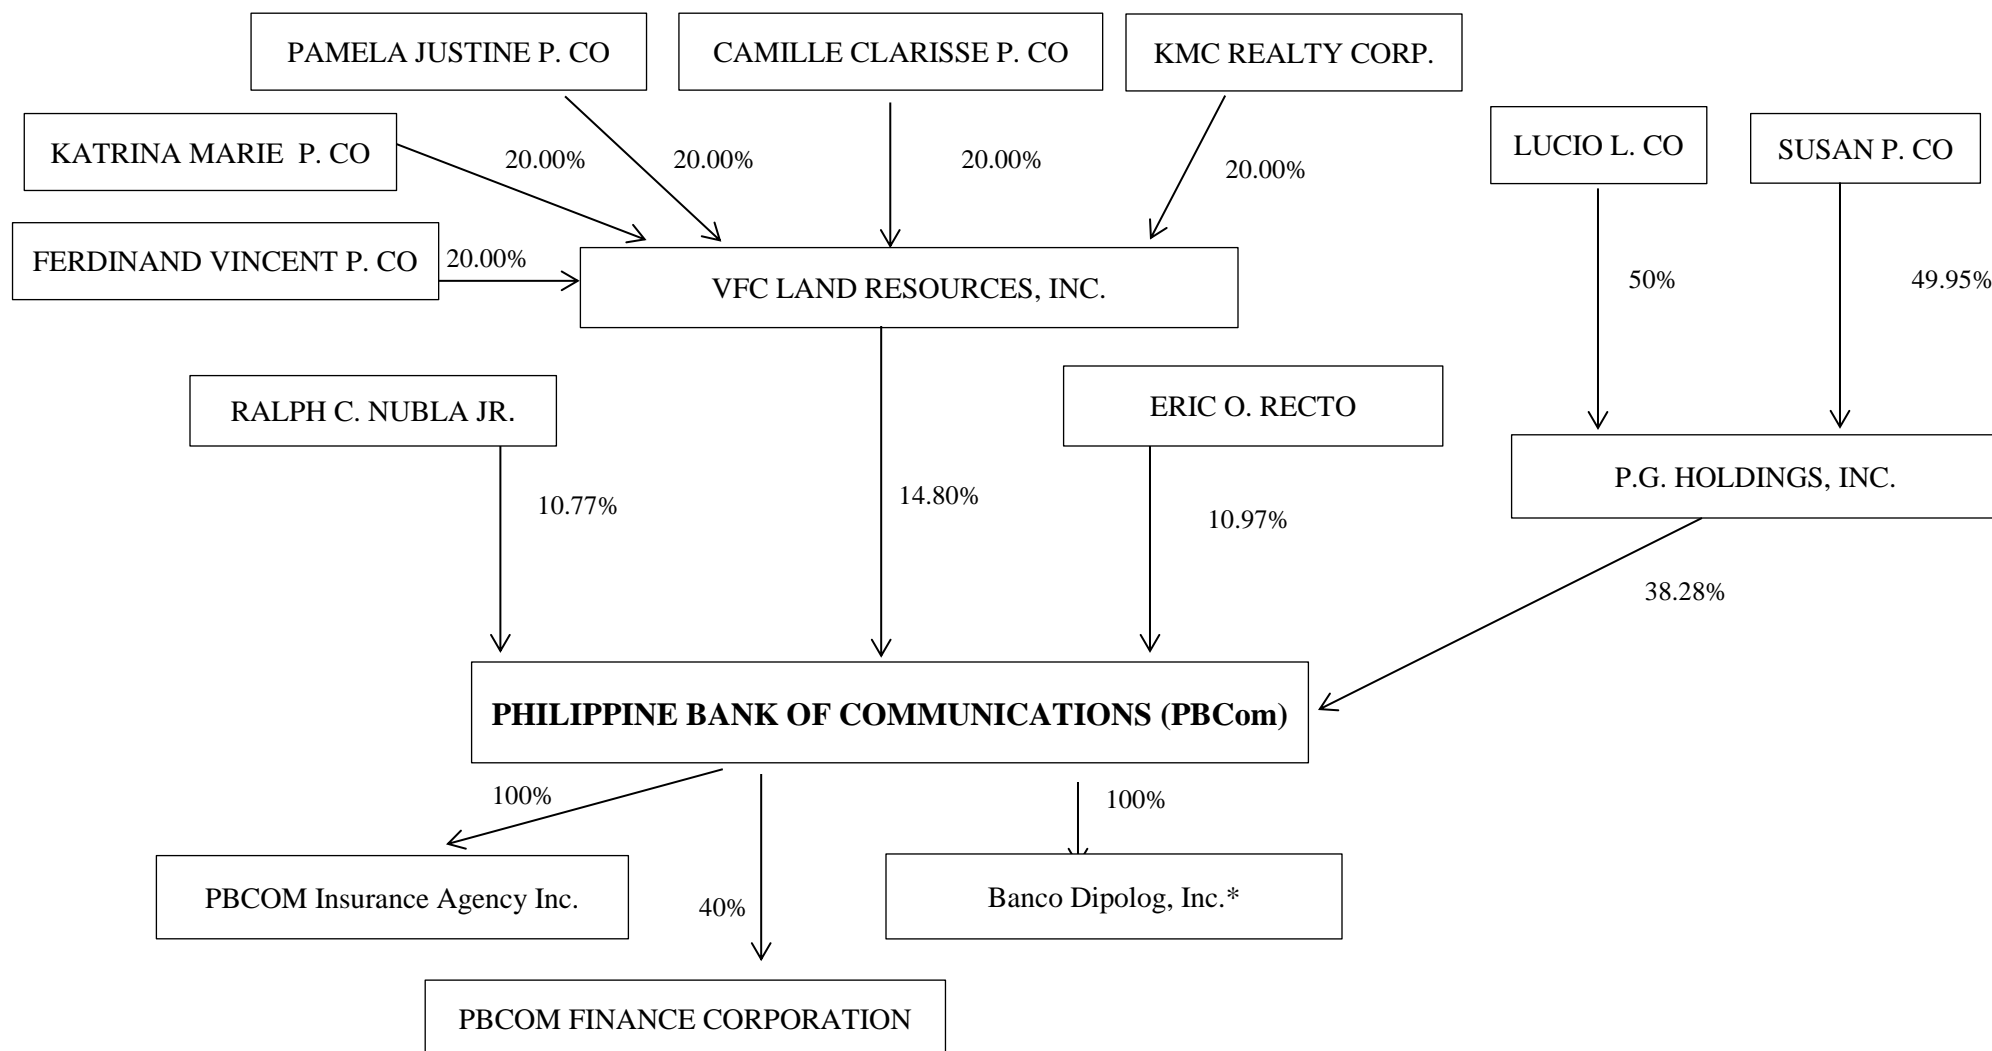 PAMELA JUSTINE P. CO
CAMILLE CLARISSE P. CO
KMC REALTY CORP.
KATRINA MARIE P. CO
LUCIO L. CO
SUSAN P. CO
20.00%
20.00%
20.00%
20.00%
FERDINAND VINCENT P. CO
20.00%
VFC LAND RESOURCES, INC.
50%
49.95%
RALPH C. NUBLA JR.
ERIC O. RECTO
P.G. HOLDINGS, INC.
10.77%
14.80%
10.97%
38.28%
PHILIPPINE BANK OF COMMUNICATIONS (PBCom)
100%
100%
PBCOM Insurance Agency Inc.
40%
Banco Dipolog, Inc.*
PBCOM FINANCE CORPORATION